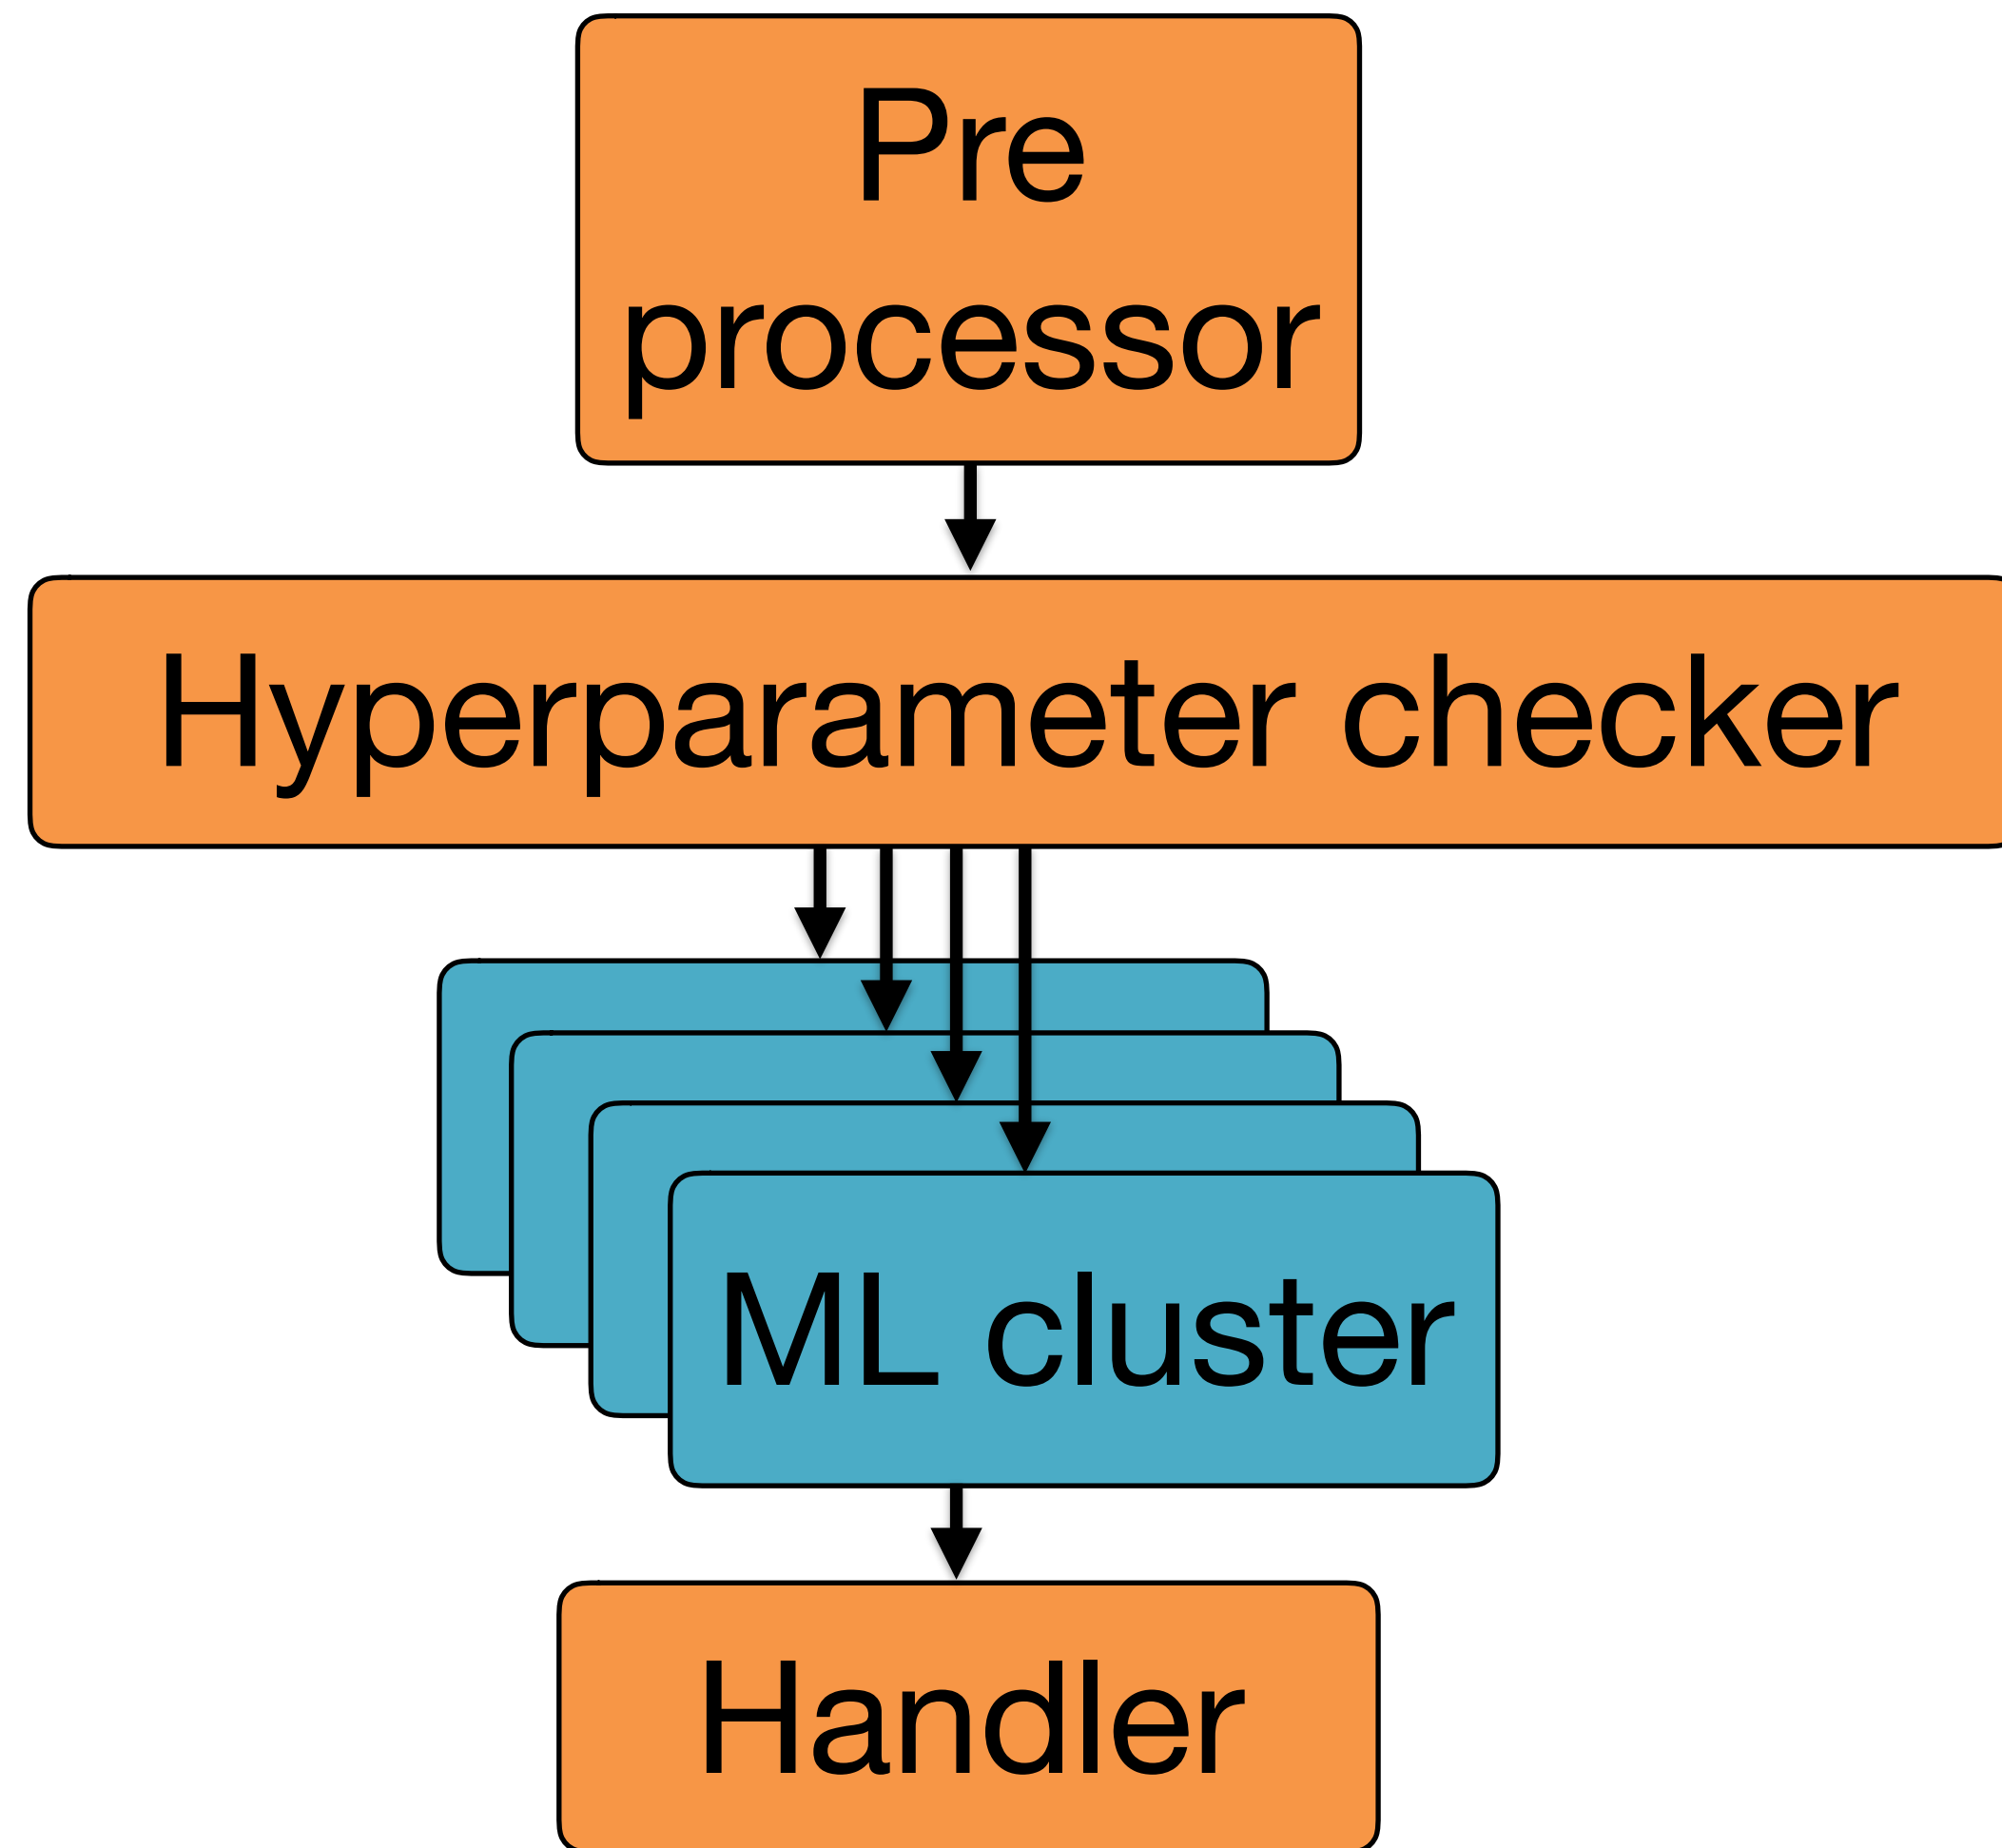 Pre
processor
Hyperparameter checker
ML cluster
Handler